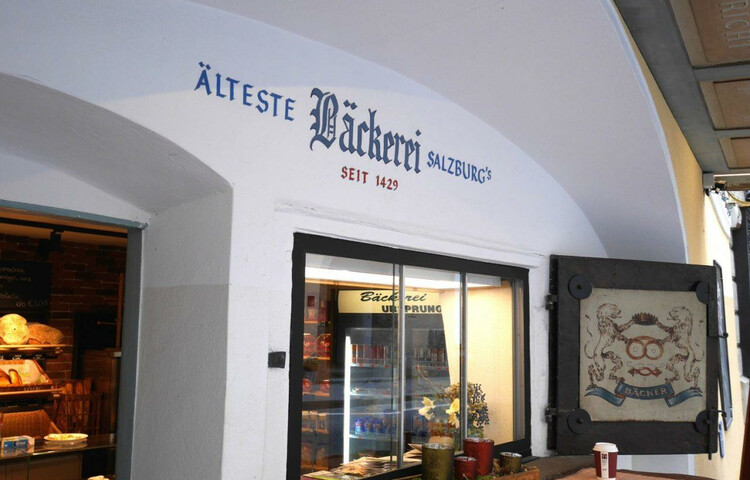 ÄLTESTE Bäckerei SALZBURG'S
SEIT 1429
Bäckerei
URSPRUNG
BÄCKER